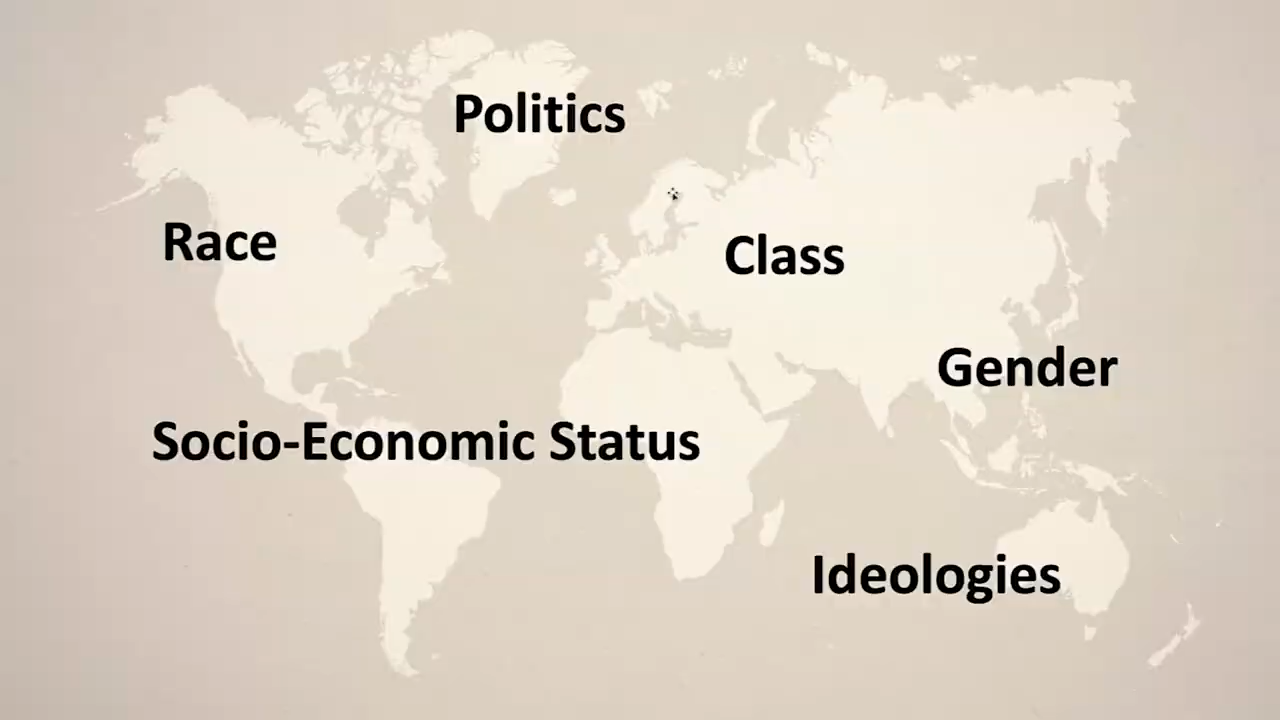 Politics
Race
Class
Gender
Socio-Economic Status
Ideologies